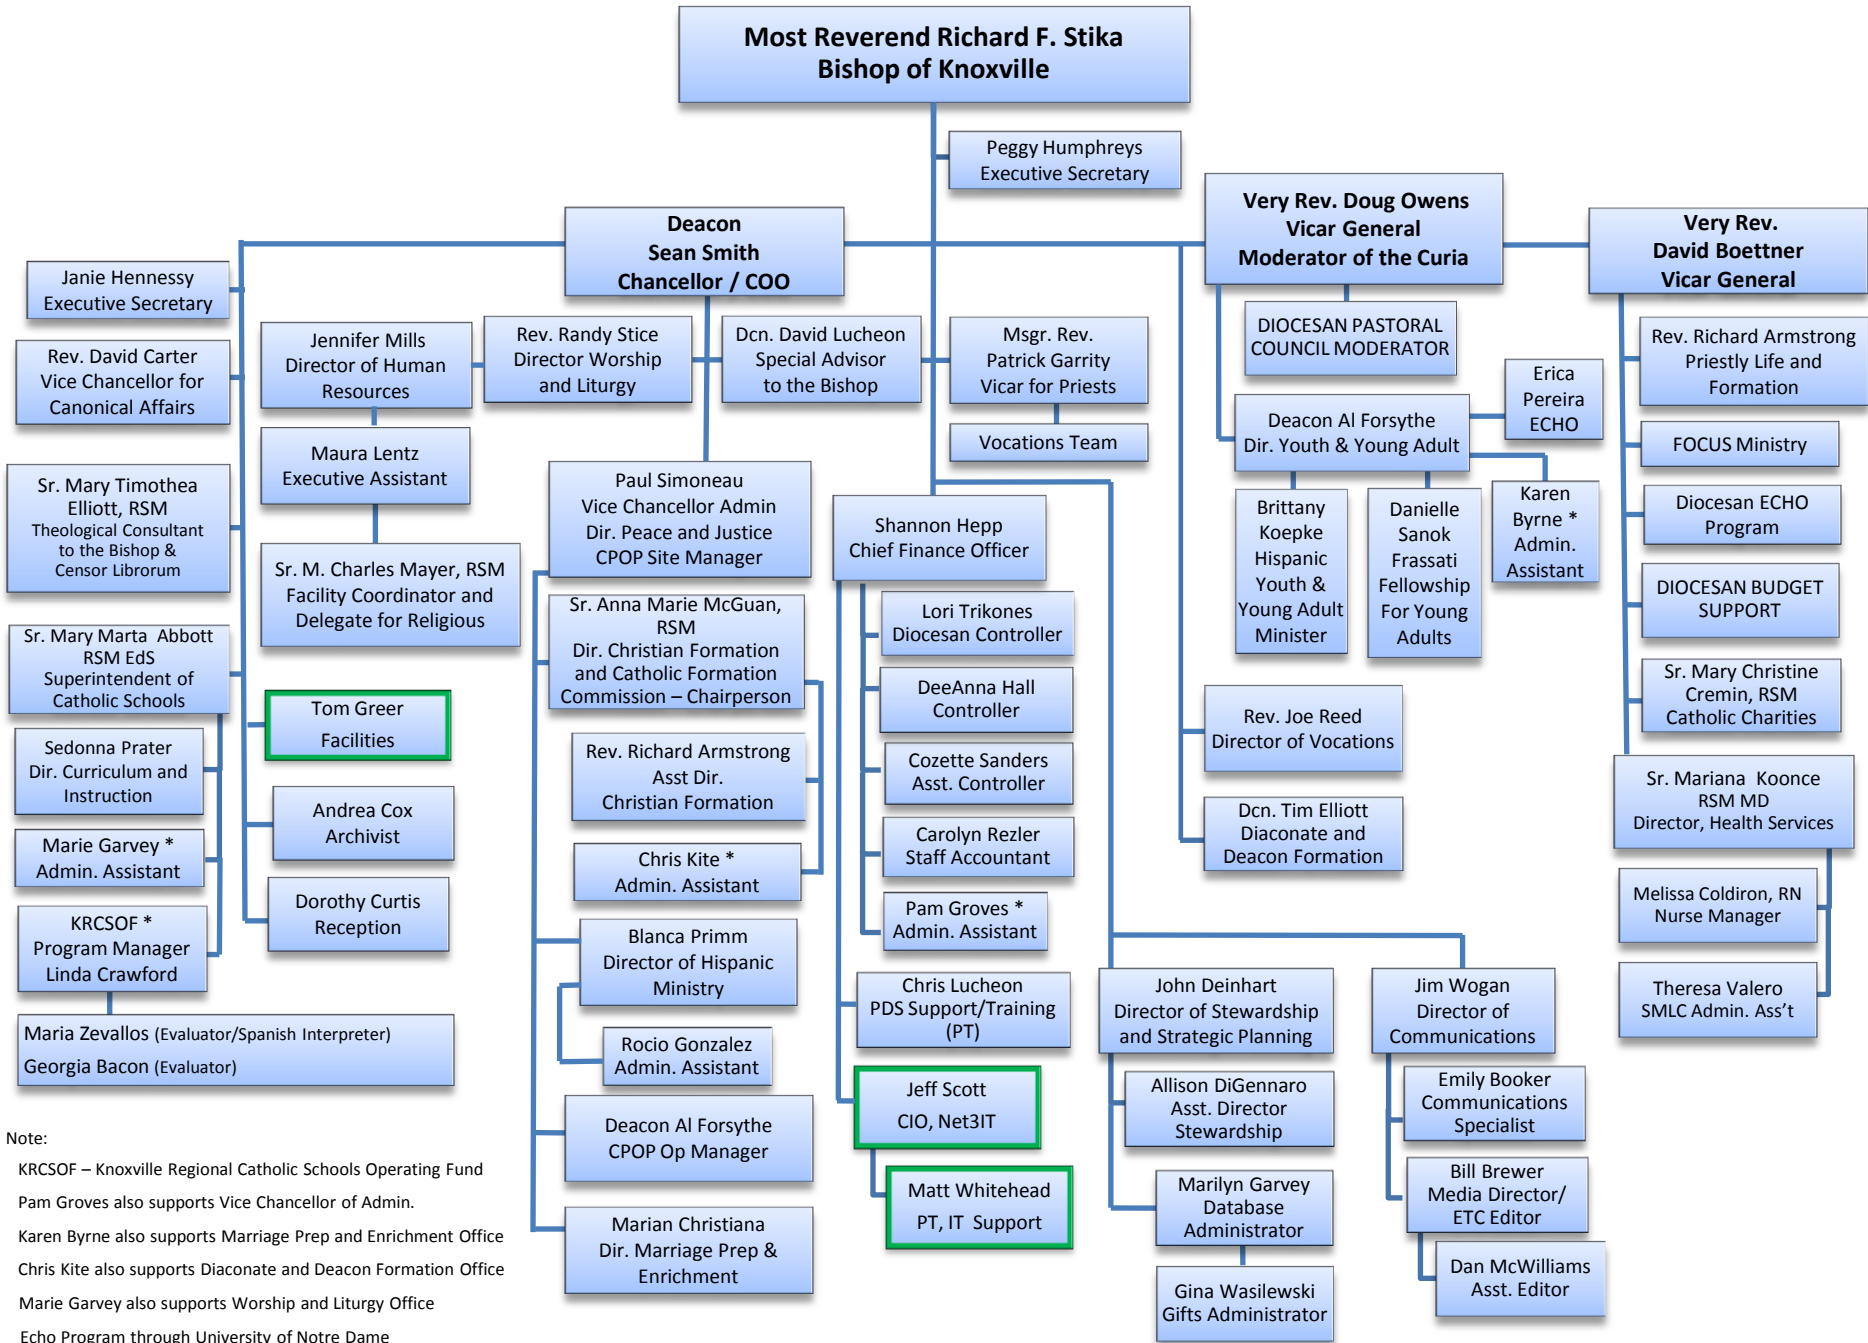 Most Reverend Richard F. Stika
Bishop of Knoxville
Peggy Humphreys
Executive Secretary
Deacon
Sean Smith
Chancellor / COO
Very Rev. Doug Owens
Vicar General
Moderator of the Curia
Very Rev.
David Boettner
Vicar General
Janie Hennessy
Executive Secretary
Rev. David Carter
Vice Chancellor for
Canonical Affairs
Sr. Mary Timothea
Elliott, RSM
Theological Consultant
to the Bishop &
Censor Librorum
Sr. Mary Marta  Abbott
RSM EdS
Superintendent of
Catholic Schools
Sedonna Prater
Dir. Curriculum and
Instruction
Marie Garvey *
Admin. Assistant
KRCSOF *
Program Manager
Linda Crawford
Maria Zevallos (Evaluator/Spanish Interpreter)
Georgia Bacon (Evaluator)
Jennifer Mills
Director of Human
Resources
Maura Lentz
Executive Assistant
Sr. M. Charles Mayer, RSM
Facility Coordinator and
Delegate for Religious
Tom Greer
Facilities
Andrea Cox
Archivist
Dorothy Curtis
Reception
Rev. Randy Stice
Director Worship
and Liturgy
Dcn. David Lucheon
Special Advisor
to the Bishop
Msgr. Rev.
Patrick Garrity
Vicar for Priests
Vocations Team
Paul Simoneau
Vice Chancellor Admin
Dir. Peace and Justice
CPOP Site Manager
Sr. Anna Marie McGuan,
RSM
Dir. Christian Formation
and Catholic Formation
Commission – Chairperson
Rev. Richard Armstrong
Asst Dir.
Christian Formation
Chris Kite *
Admin. Assistant
Blanca Primm
Director of Hispanic
Ministry
Rocio Gonzalez
Admin. Assistant
Deacon Al Forsythe
CPOP Op Manager
Marian Christiana
Dir. Marriage Prep &
Enrichment
Shannon Hepp
Chief Finance Officer
Lori Trikones
Diocesan Controller
DeeAnna Hall
Controller
Cozette Sanders
Asst. Controller
Carolyn Rezler
Staff Accountant
Pam Groves *
Admin. Assistant
Chris Lucheon
PDS Support/Training
(PT)
Jeff Scott
CIO, Net3IT
Matt Whitehead
PT, IT  Support
DIOCESAN PASTORAL
COUNCIL MODERATOR
Deacon Al Forsythe
Dir. Youth & Young Adult
Erica
Pereira
ECHO
Brittany
Koepke
Hispanic
Youth &
Young Adult
Minister
Danielle
Sanok
Frassati
Fellowship
For Young
Adults
Karen
Byrne *
Admin.
Assistant
Rev. Joe Reed
Director of Vocations
Dcn. Tim Elliott
Diaconate and
Deacon Formation
John Deinhart
Director of Stewardship
and Strategic Planning
Allison DiGennaro
Asst. Director
Stewardship
Marilyn Garvey
Database
Administrator
Gina Wasilewski
Gifts Administrator
Jim Wogan
Director of
Communications
Emily Booker
Communications
Specialist
Bill Brewer
Media Director/
ETC Editor
Dan McWilliams
Asst. Editor
Rev. Richard Armstrong
Priestly Life and
Formation
FOCUS Ministry
Diocesan ECHO
Program
DIOCESAN BUDGET
SUPPORT
Sr. Mary Christine
Cremin, RSM
Catholic Charities
Sr. Mariana  Koonce
RSM MD
Director, Health Services
Melissa Coldiron, RN
Nurse Manager
Theresa Valero
SMLC Admin. Ass’t
Note:
KRCSOF – Knoxville Regional Catholic Schools Operating Fund
Pam Groves also supports Vice Chancellor of Admin.
Karen Byrne also supports Marriage Prep and Enrichment Office
Chris Kite also supports Diaconate and Deacon Formation Office
Marie Garvey also supports Worship and Liturgy Office
Echo Program through University of Notre Dame